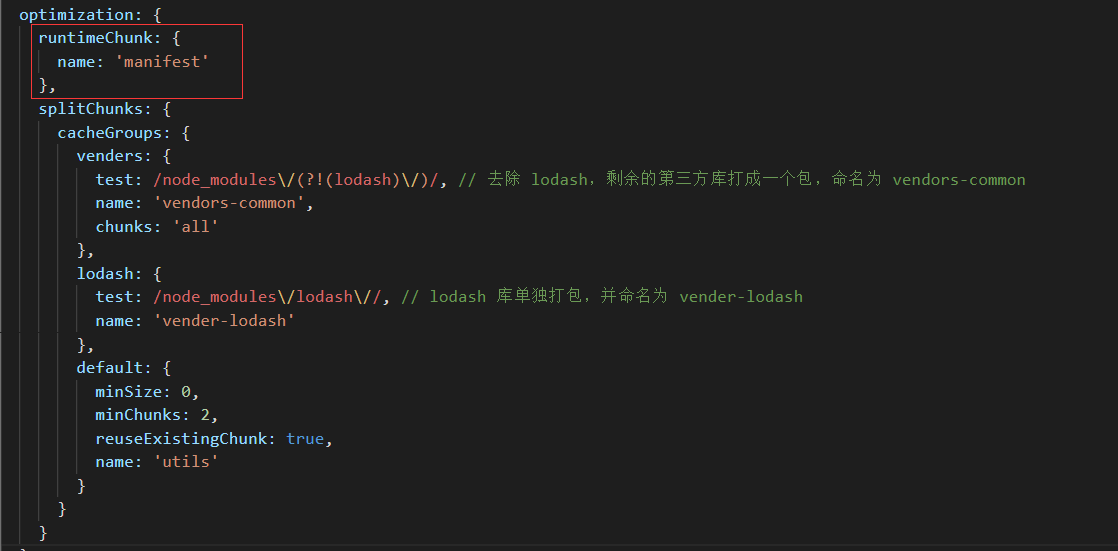 optimization: {
runtimeChunk: {
name: 'manifest'
},
splitChunks: {
cacheGroups: {
venders: {
test: /node_modules\/(?!(lodash)\/)/, // 去除 lodash，剩余的第三方库打成一个包，命名为 vendors-common
name: 'vendors-common',
chunks: 'all'
},
lodash: {
test: /node_modules\/lodash\//, // lodash 库单独打包，并命名为 vender-lodash
name: 'vender-lodash'
},
default: {
minSize: 0,
minChunks: 2,
reuseExistingChunk: true,
name: 'utils'
}
}
}